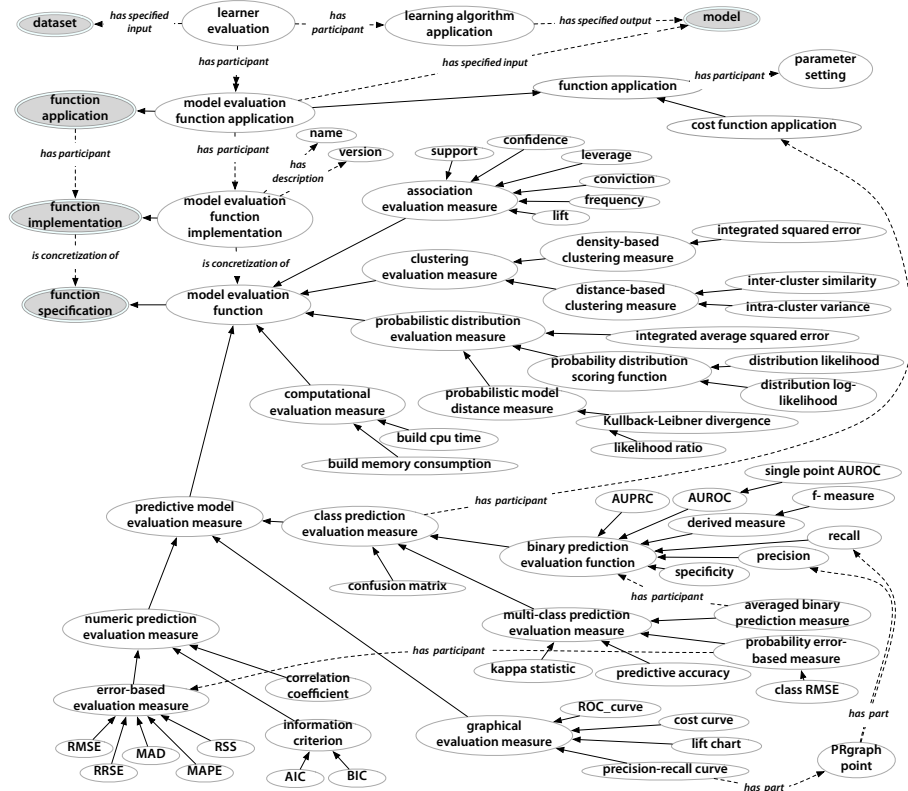 dataset
has specified
input
learner
evaluation
has
participant
learning algorithm
application
has specified output
model
has participant
has specified input
parameter
setting
has participant
function application
function
application
model evaluation
function application
cost function application
has participant
has participant
name
version
has
description
support
confidence
leverage
conviction
frequency
lift
association
evaluation measure
function
implementation
model evaluation
function
implementation
integrated squared error
density-based
clustering measure
is concretization of
is concretization of
clustering
evaluation measure
inter-cluster similarity
distance-based
clustering measure
intra-cluster variance
function
specification
model evaluation
function
probabilistic distribution
evaluation measure
integrated average squared error
probability distribution
scoring function
distribution likelihood
distribution log-
likelihood
computational
evaluation measure
probabilistic model
distance measure
Kullback-Leibner divergence
build cpu time
likelihood ratio
build memory consumption
single point AUROC
has participant
AUPRC
AUROC
f- measure
predictive model
evaluation measure
class prediction
evaluation measure
derived measure
recall
binary prediction
evaluation function
precision
specificity
confusion matrix
has participant
averaged binary
prediction measure
numeric prediction
evaluation measure
multi-class prediction
evaluation measure
probability error-
based measure
has participant
kappa statistic
predictive accuracy
class RMSE
error-based
evaluation measure
correlation
coefficient
ROC_curve
has part
information
criterion
graphical
evaluation measure
cost curve
lift chart
RMSE
MAD
RSS
RRSE
MAPE
AIC
BIC
precision-recall curve
PRgraph
point
has part